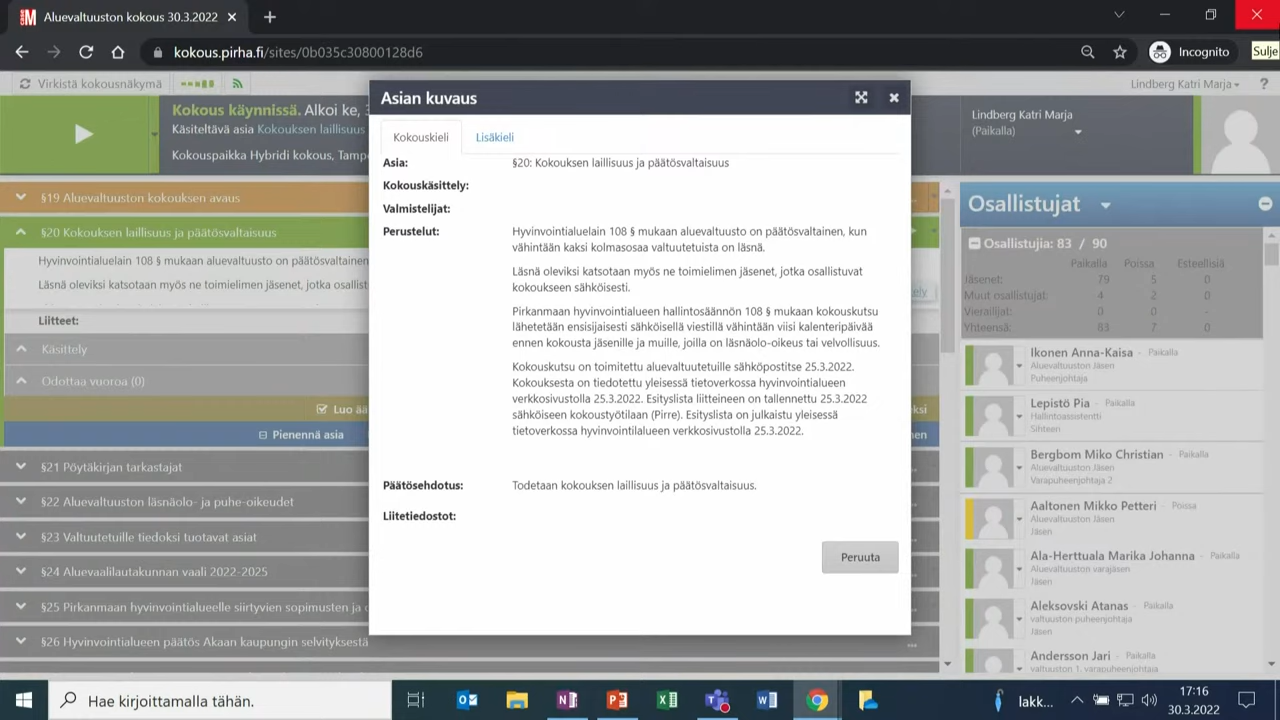 Aluevaltuuston kokous 30.3.2022
kokous.pirha.fi/sites/0b035c30800128d6
Incognito
Sulje
Virkistä kokousnäkymä
Lindberg Katri Marja
Kokous käynnissä. Alkoi ke, 3
Käsiteltävä asia Kokouksen laillisuus
Kokouspaikka Hybridi kokous, Tamp
Lindberg Katri Marja
(Paikalla)
§19 Aluevaltuuston kokouksen avaus
§20 Kokouksen laillisuus ja päätösvaltaisuus
Hyvinvointialuelain 108 § mukaan aluevaltuusto on päätösvaltainen
Läsnä oleviksi katsotaan myös ne toimielimen jäsenet, jotka osallist
Liitteet:
Käsittely
Odottaa vuoroa (0)
Luo ää
ksi
Pienennä asia
nen
§21 Pöytäkirjan tarkastajat
§22 Aluevaltuuston läsnäolo- ja puhe-oikeudet
§23 Valtuutetuille tiedoksi tuotavat asiat
§24 Aluevaalilautakunnan vaali 2022-2025
§25 Pirkanmaan hyvinvointialueelle siirtyvien sopimusten ja o
§26 Hyvinvointialueen päätös Akaan kaupungin selvityksestä
Asian kuvaus
Kokouskieli
Lisäkieli
Asia: §20: Kokouksen laillisuus ja päätösvaltaisuus
Kokouskäsittely:
Valmistelijat:
Perustelut: Hyvinvointialuelain 108 § mukaan aluevaltuusto on päätösvaltainen, kun
vähintään kaksi kolmasosaa valtuutetuista on läsnä.
Läsnä oleviksi katsotaan myös ne toimielimen jäsenet, jotka osallistuvat
kokoukseen sähköisesti.
Pirkanmaan hyvinvointialueen hallintosäännön 108 § mukaan kokouskutsu
lähetetään ensisijaisesti sähköisellä viestillä vähintään viisi kalenteripäivää
ennen kokousta jäsenille ja muille, joilla on läsnäolo-oikeus tai velvollisuus.
Kokouskutsu on toimitettu aluevaltuutetuille sähköpostitse 25.3.2022.
Kokouksesta on tiedotettu yleisessä tietoverkossa hyvinvointialueen
verkkosivustolla 25.3.2022. Esityslista liitteineen on tallennettu 25.3.2022
sähköiseen kokoustyötilaan (Pirre). Esityslista on julkaistu yleisessä
tietoverkossa hyvinvointilalueen verkkosivustolla 25.3.2022.
Päätösehdotus: Todetaan kokouksen laillisuus ja päätösvaltaisuus.
Liitetiedostot:
Peruuta
Osallistujat
Osallistujia: 83 / 90
Paikalla Poissa Esteellisiä
Jäsenet: 79 5 0
Muut osallistujat: 4 2 0
Vierailijat: 0 0 -
Yhteensä: 83 7 0
Ikonen Anna-Kaisa - Paikalla
Aluevaltuuston Jäsen
Puheenjohtaja
Lepistö Pia - Paikalla
Hallintoassistentti
Sihteeri
Bergbom Miko Christian - Paikalla
Aluevaltuuston Jäsen
Varapuheenjohtaja 2
Aaltonen Mikko Petteri - Poissa
Aluevaltuuston Jäsen
Jäsen
Ala-Herttuala Marika Johanna - Paikalla
Aluevaltuuston varajäsen
Jäsen
Aleksovski Atanas - Paikalla
valtuuston puheenjohtaja
Jäsen
Andersson Jari - Paikalla
valtuuston 1. varapuheenjohtaja
Hae kirjoittamalla tähän.
lakk...
17:16
30.3.2022